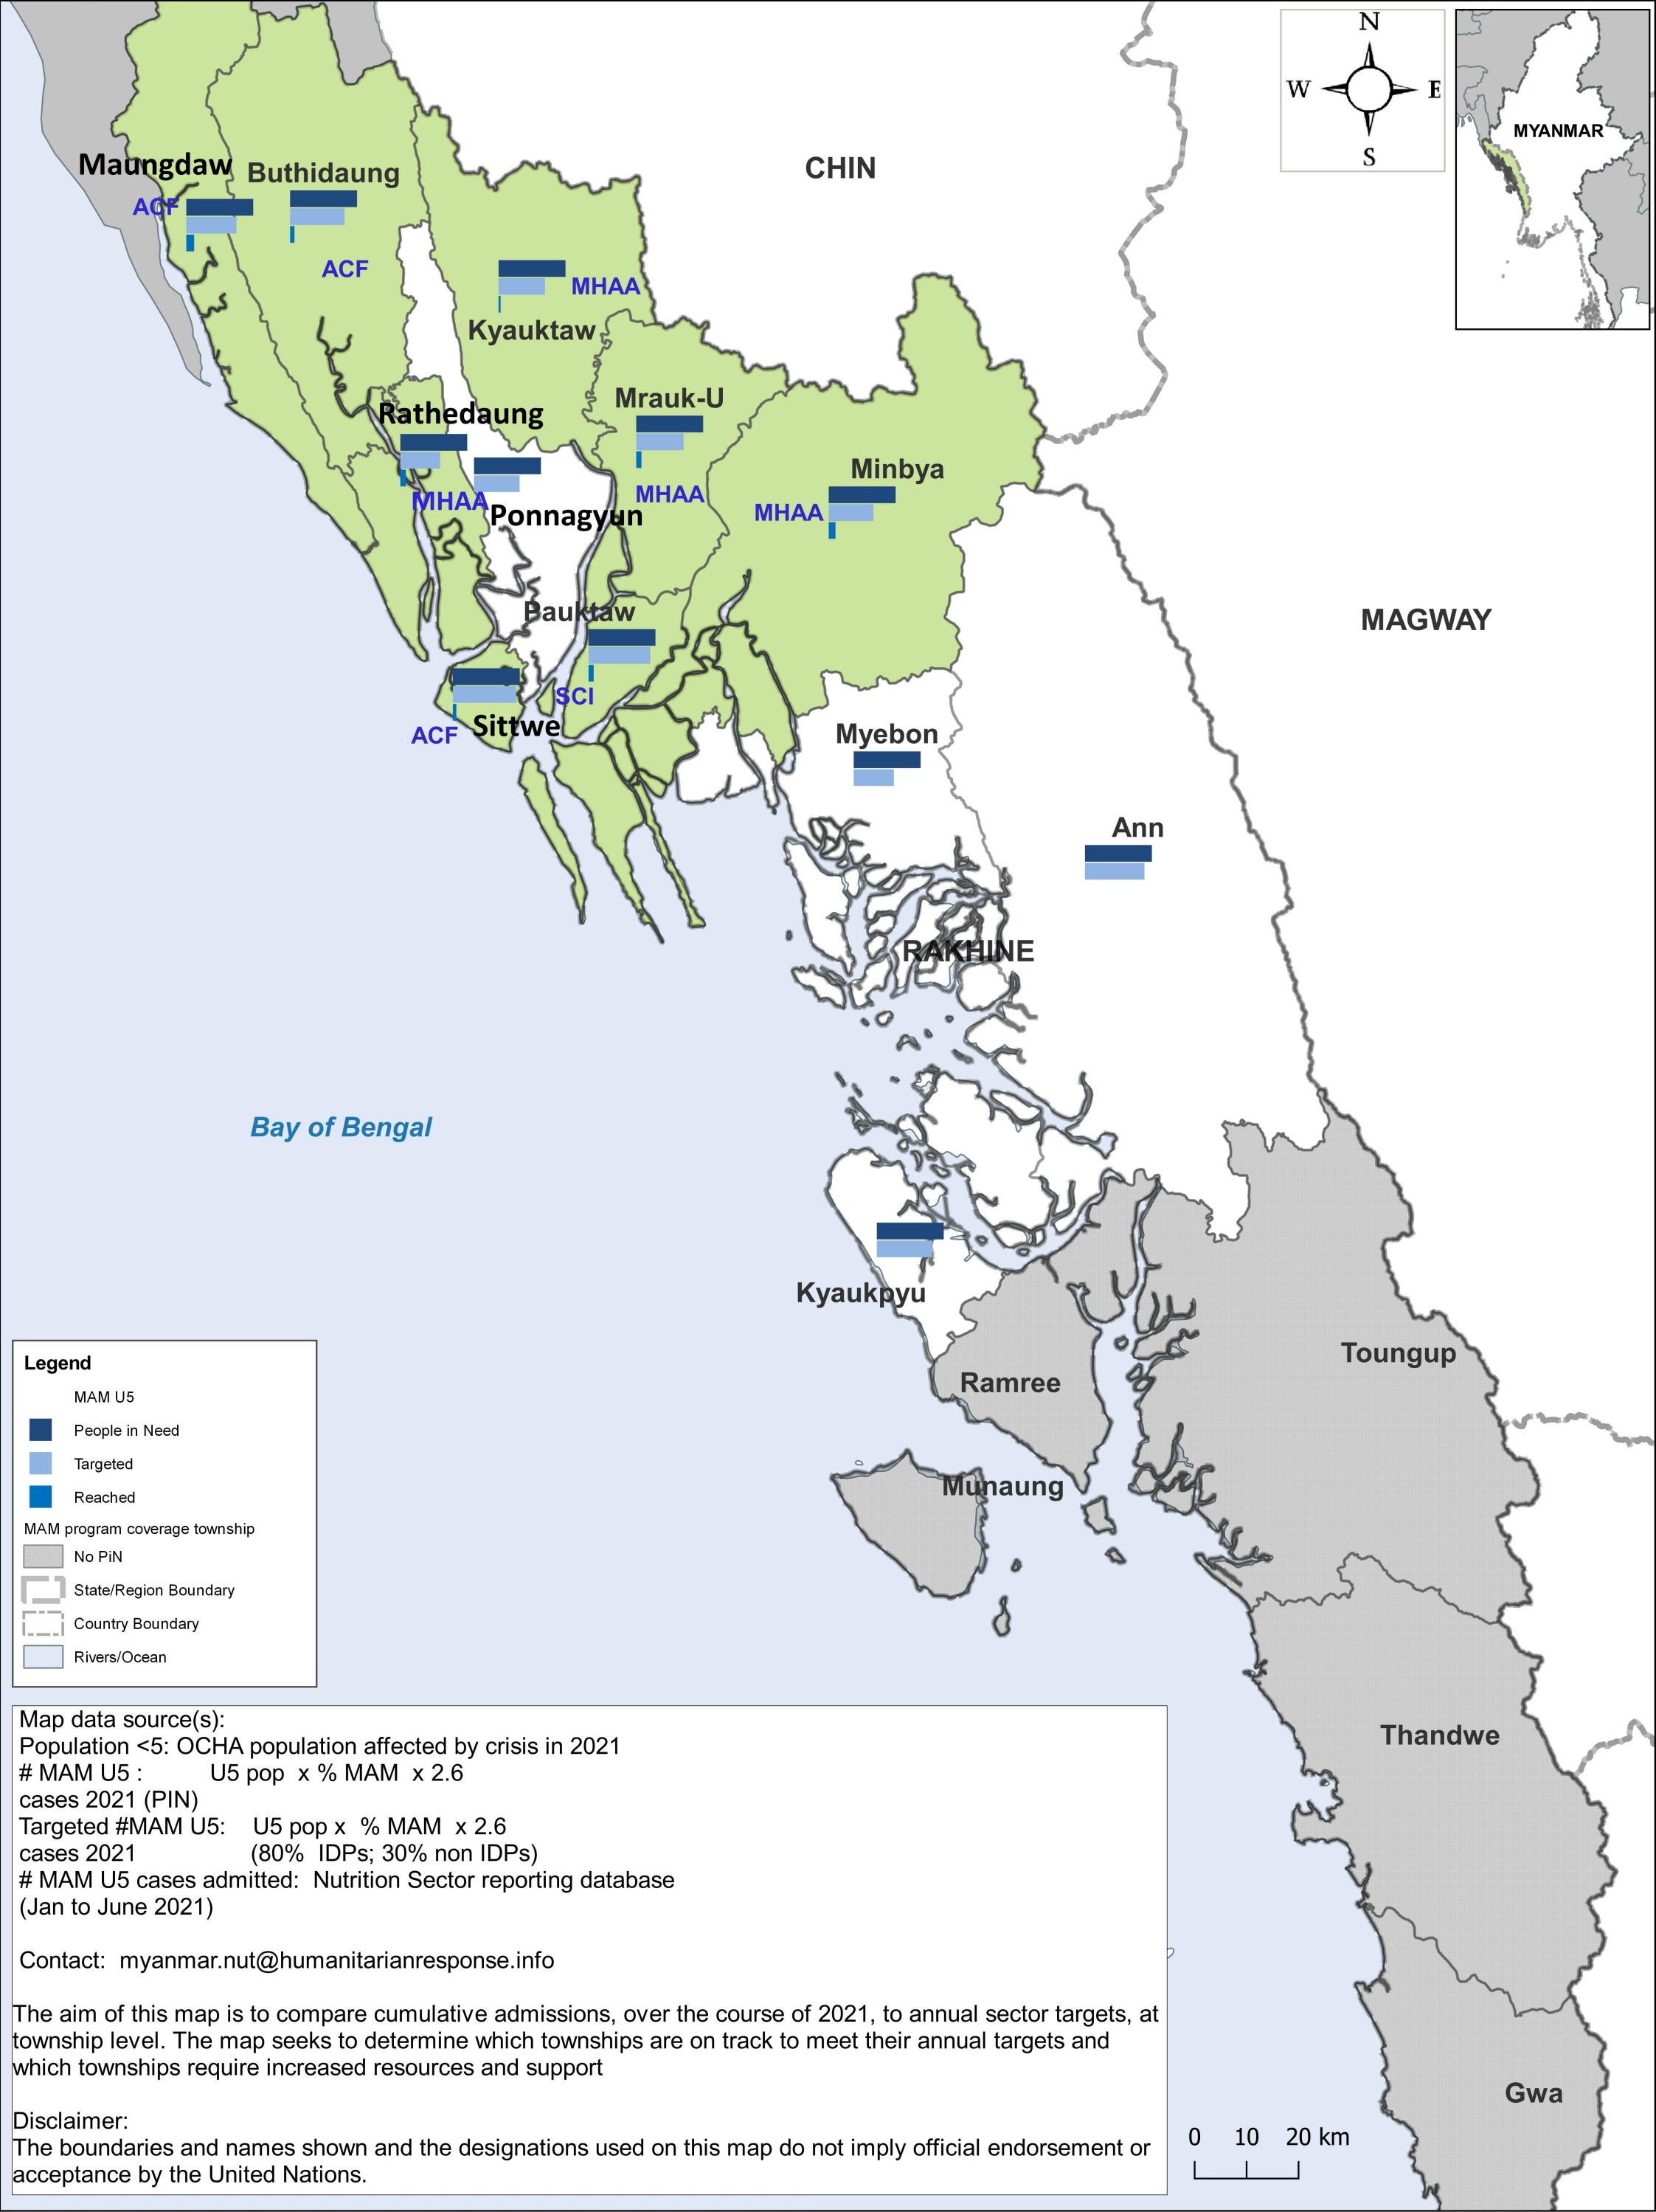 N
W
E
S
MYANMAR
CHIN
Maungdaw
Buthidaung
ACF
ACF
MHAA
Kyauktaw
Mrauk-U
Rathedaung
Minbya
MHAA
MHAA
MHAA
Ponnagyun
Pauktaw
MAGWAY
SCI
Sittwe
ACF
Myebon
Ann
RAKHINE
Bay of Bengal
Kyaukpyu
Toungup
Ramree
Munaung
Thandwe
Gwa
Legend
MAM U5
People in Need
Targeted
Reached
MAM program coverage township
No PiN
State/Region Boundary
Country Boundary
Rivers/Ocean
Map data source(s):
Population <5: OCHA population affected by crisis in 2021
# MAM U5 : U5 pop x % MAM x 2.6
cases 2021 (PIN)
Targeted #MAM U5: U5 pop x % MAM x 2.6
cases 2021 (80% IDPs; 30% non IDPs)
# MAM U5 cases admitted: Nutrition Sector reporting database
(Jan to June 2021)
Contact: myanmar.nut@humanitarianresponse.info
The aim of this map is to compare cumulative admissions, over the course of 2021, to annual sector targets, at
township level. The map seeks to determine which townships are on track to meet their annual targets and
which townships require increased resources and support
Disclaimer:
The boundaries and names shown and the designations used on this map do not imply official endorsement or
acceptance by the United Nations.
0 10 20 km